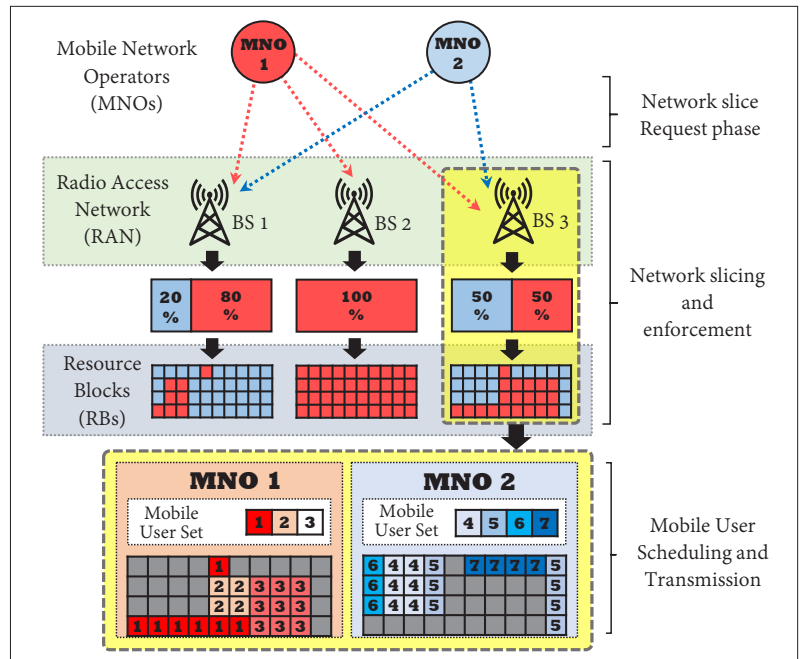 Mobile Network
Operators
(MNOs)
MNO
1
MNO
2
Network slice
Request phase
Radio Access
Network
(RAN)
BS 1
BS 2
BS 3
20
%
80
%
100
%
50
%
50
%
Network slicing
and
enforcement
Resource
Blocks
(RBs)
MNO 1
Mobile
User Set
1 2 3
1
2 2 3 3 3
2 2 3 3 3
1 1 1 1 1 1 3 3 3
MNO 2
Mobile
User Set
4 5 6 7
6 4 4 5 7 7 7 7 5
6 4 4 5 5
6 4 4 5 5
5
Mobile User
Scheduling and
Transmission